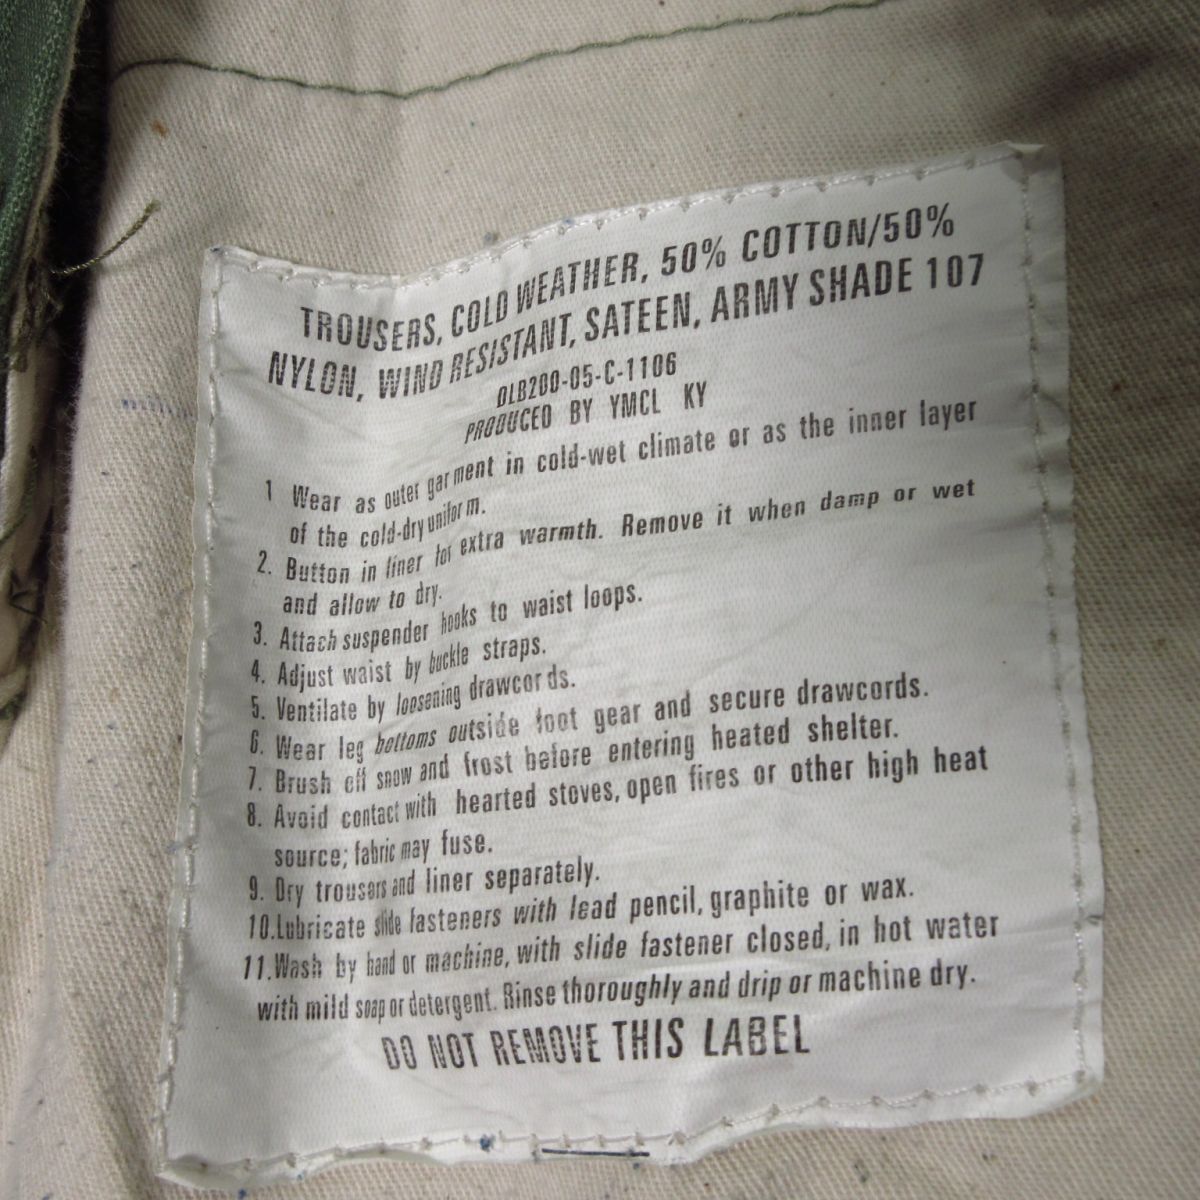 TROUSERS, COLD WEATHER, 50% COTTON/50%
NYLON, WIND RESISTANT, SATEEN, ARMY SHADE 107
DLB200-05-C-1106
PRODUCED BY YMCL KY
1 Wear as outer garment in cold-wet climate or as the inner layer
of the cold-dry uniform.
2. Button in liner for extra warmth. Remove it when damp or wet
and allow to dry.
3. Attach suspender hooks to waist loops.
4. Adjust waist by buckle straps.
5. Ventilate by loosening drawcords.
6. Wear leg bottoms outside foot gear and secure drawcords.
7. Brush off snow and frost before entering heated shelter.
8. Avoid contact with hearted stoves, open fires or other high heat
source; fabric may fuse.
9. Dry trousers and liner separately.
10.Lubricate slide fasteners with lead pencil, graphite or wax.
11.Wash by hand or machine, with slide fastener closed, in hot water
with mild soap or detergent. Rinse thoroughly and drip or machine dry.
DO NOT REMOVE THIS LABEL